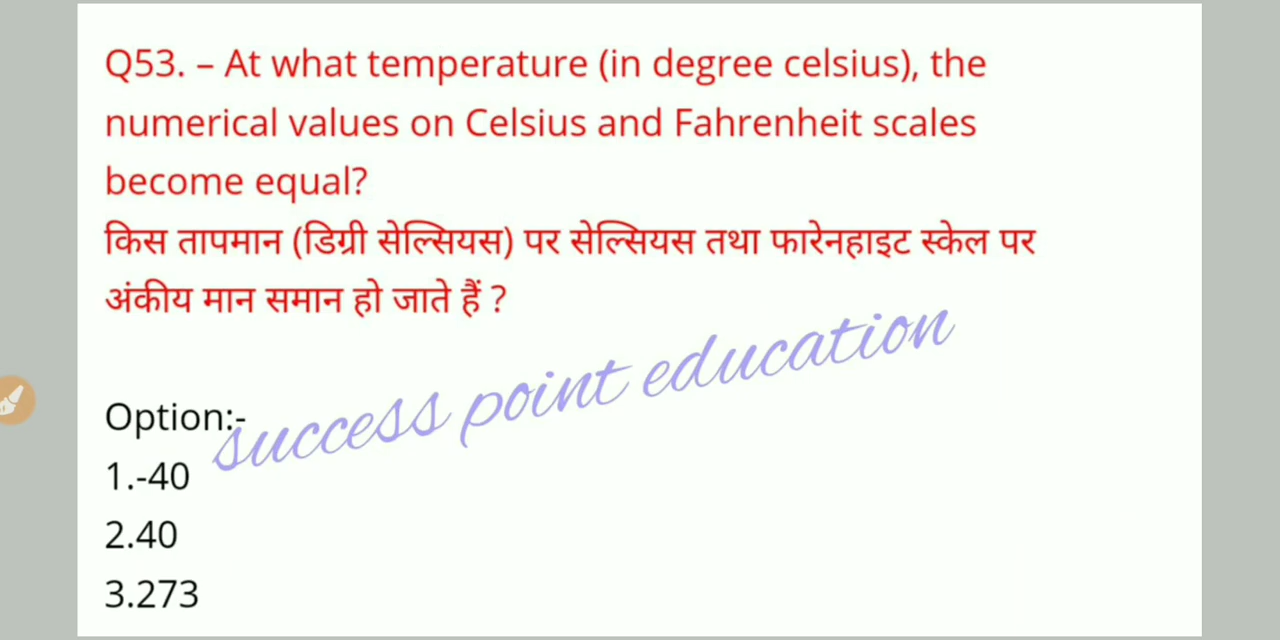 Q53. – At what temperature (in degree celsius), the
numerical values on Celsius and Fahrenheit scales
become equal?
किस तापमान (डिग्री सेल्सियस) पर सेल्सियस तथा फारेनहाइट स्केल पर
अंकीय मान समान हो जाते हैं ?
success point education
Option:-
1.-40
2.40
3.273